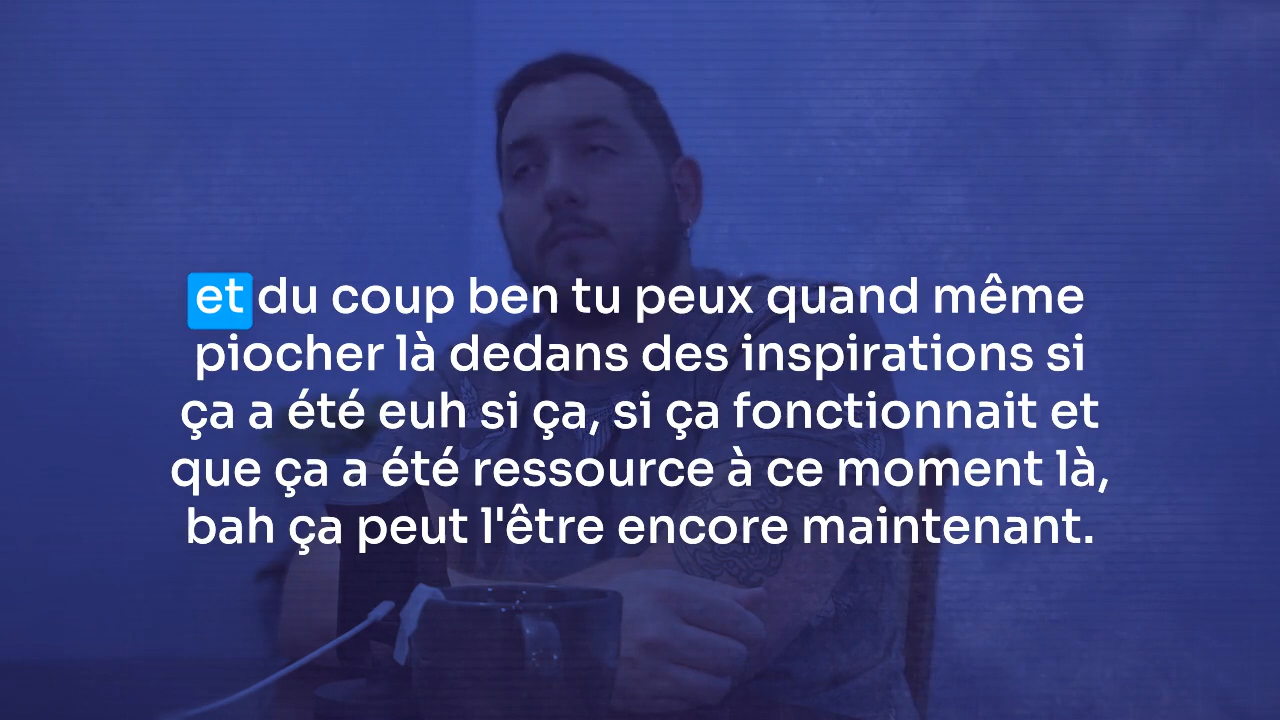 et du coup ben tu peux quand même
piocher là dedans des inspirations si
ça a été euh si ça, si ça fonctionnait et
que ça a été ressource à ce moment là,
bah ça peut l'être encore maintenant.